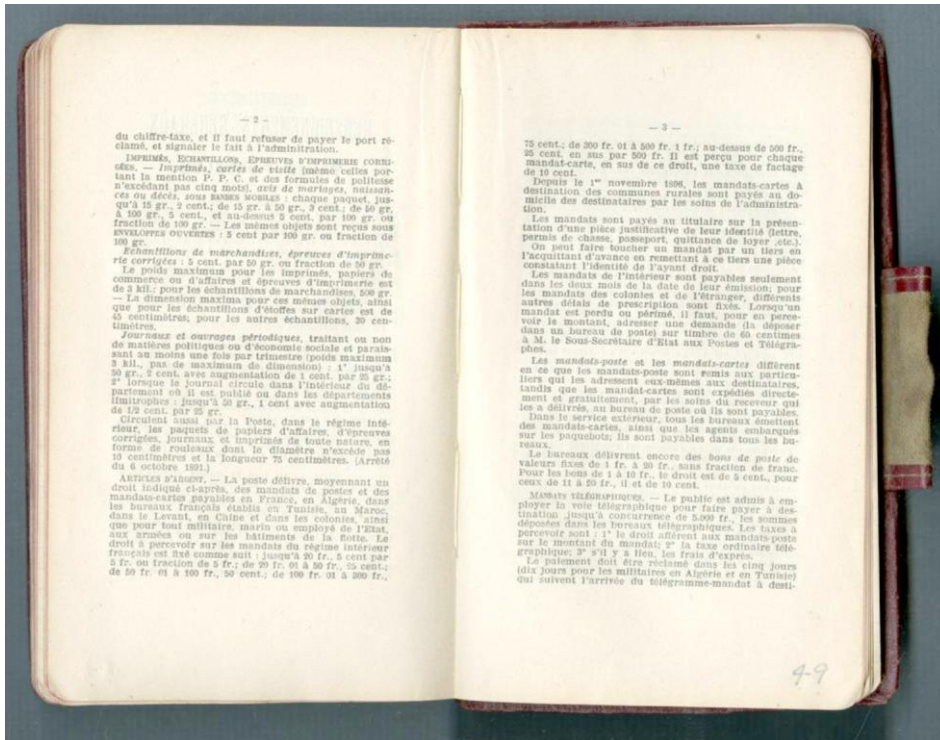 — 2 —
du chiffre-taxe, et il faut refuser de payer le port ré-
clamé, et signaler le fait à l'adminitration.
IMPRIMÉS, ECHANTILLONS, EPREUVES D'IMPRIMERIE CORRI-
GÉES. — Imprimés, cartes de visite (même celles por-
tant la mention P. P. C. et des formules de politesse
n'excédant pas cinq mots), avis de mariages, naissan-
ces ou décès, SOUS BANDES MOBILES : chaque paquet, jus-
qu'à 15 gr., 2 cent.; de 15 gr. à 50 gr., 3 cent.; de 50 gr.
à 100 gr., 5 cent., et au-dessus 5 cent. par 100 gr. ou
fraction de 100 gr. — Les mêmes objets sont reçus sous
ENVELOPPES OUVERTES : 5 cent par 100 gr. ou fraction de
100 gr.
Echantillons de marchandises, épreuves d'imprime-
rie corrigées : 5 cent. par 50 gr. ou fraction de 50 gr.
Le poids maximum pour les imprimés, papiers de
commerce ou d'affaires et épreuves d'imprimerie est
de 3 kil.; pour les échantillons de marchandises, 500 gr.
— La dimension maxima pour ces mêmes objets, ainsi
que pour les échantillons d'étoffes sur cartes est de
45 centimètres; pour les autres échantillons, 30 cen-
timètres.
Journaux et ouvrages périodiques, traitant ou non
de matières politiques ou d'économie sociale et parais-
sant au moins une fois par trimestre (poids maximum
3 kil., pas de maximum de dimension) : 1° jusqu'à
50 gr., 2 cent. avec augmentation de 1 cent. par 25 gr.;
2° lorsque le journal circule dans l'intérieur du dé-
partement où il est publié ou dans les départements
limitrophes : jusqu'à 50 gr., 1 cent avec augmentation
de 1/2 cent. par 25 gr.
Circulent aussi par la Poste, dans le régime inté-
rieur, les paquets de papiers d'affaires, d'épreuves
corrigées, journaux et imprimés de toute nature, en
forme de rouleaux dont le diamètre n'excède pas
10 centimètres et la longueur 75 centimètres. (Arrêté
du 6 octobre 1891.)
ARTICLES D'ARGENT. — La poste délivre, moyennant un
droit indiqué ci-après, des mandats de postes et des
mandats-cartes payables en France, en Algérie, dans
les bureaux français établis en Tunisie, au Maroc,
dans le Levant, en Chine et dans les colonies, ainsi
que pour tout militaire, marin ou employé de l'Etat,
aux armées ou sur les bâtiments de la flotte. Le
droit à percevoir sur les mandats du régime intérieur
français est fixé comme suit : jusqu'à 20 fr., 5 cent par
5 fr. ou fraction de 5 fr.; de 20 fr. 01 à 50 fr., 25 cent.;
de 50 fr. 01 à 100 fr., 50 cent.; de 100 fr. 01 à 300 fr.,
— 3 —
75 cent.; de 300 fr. 01 à 500 fr. 1 fr.; au-dessus de 500 fr.,
25 cent. en sus par 500 fr. Il est perçu pour chaque
mandat-carte, en sus de ce droit, une taxe de factage
de 10 cent.
Depuis le 1er novembre 1896, les mandats-cartes à
destination des communes rurales sont payés au do-
micile des destinataires par les soins de l'administra-
tion.
Les mandats sont payés au titulaire sur la présen-
tation d'une pièce justificative de leur identité (lettre,
permis de chasse, passeport, quittance de loyer ,etc.).
On peut faire toucher un mandat par un tiers en
l'acquittant d'avance en remettant à ce tiers une pièce
constatant l'identité de l'ayant droit.
Les mandats de l'intérieur sont payables seulement
dans les deux mois de la date de leur émission; pour
les mandats des colonies et de l'étranger, différents
autres délais de prescription sont fixés. Lorsqu'un
mandat est perdu ou périmé, il faut, pour en perce-
voir le montant, adresser une demande (la déposer
dans un bureau de poste) sur timbre de 60 centimes
à M. le Sous-Secrétaire d'Etat aux Postes et Télégra-
phes.
Les mandats-poste et les mandats-cartes diffèrent
en ce que les mandats-poste sont remis aux particu-
liers qui les adressent eux-mêmes aux destinataires,
tandis que les mandat-cartes sont expédiés directe-
ment et gratuitement, par les soins du receveur qui
les a délivrés, au bureau de poste où ils sont payables.
Dans le service extérieur, tous les bureaux émettent
des mandats-cartes, ainsi que les agents embarqués
sur les paquebots; ils sont payables dans tous les bu-
reaux.
Le bureaux délivrent encore des bons de poste de
valeurs fixes de 1 fr. à 20 fr., sans fraction de franc.
Pour les bons de 1 à 10 fr., le droit est de 5 cent., pour
ceux de 11 à 20 fr., il et de 10 cent.
MANDATS TÉLÉGRAPHIQUES. — Le public est admis à em-
ployer la voie télégraphique pour faire payer à des-
tination ,jusqu'à concurrence de 5.000 fr., les sommes
déposées dans les bureaux télégraphiques. Les taxes à
percevoir sont : 1° le droit afférent aux mandats-poste
sur le montant du mandat; 2° la taxe ordinaire télé-
graphique; 3° s'il y a lieu, les frais d'exprès.
Le paiement doit être réclamé dans les cinq jours
(dix jours pour les militaires en Algérie et en Tunisie)
qui suivent l'arrivée du télégramme-mandat à desti-
4-9